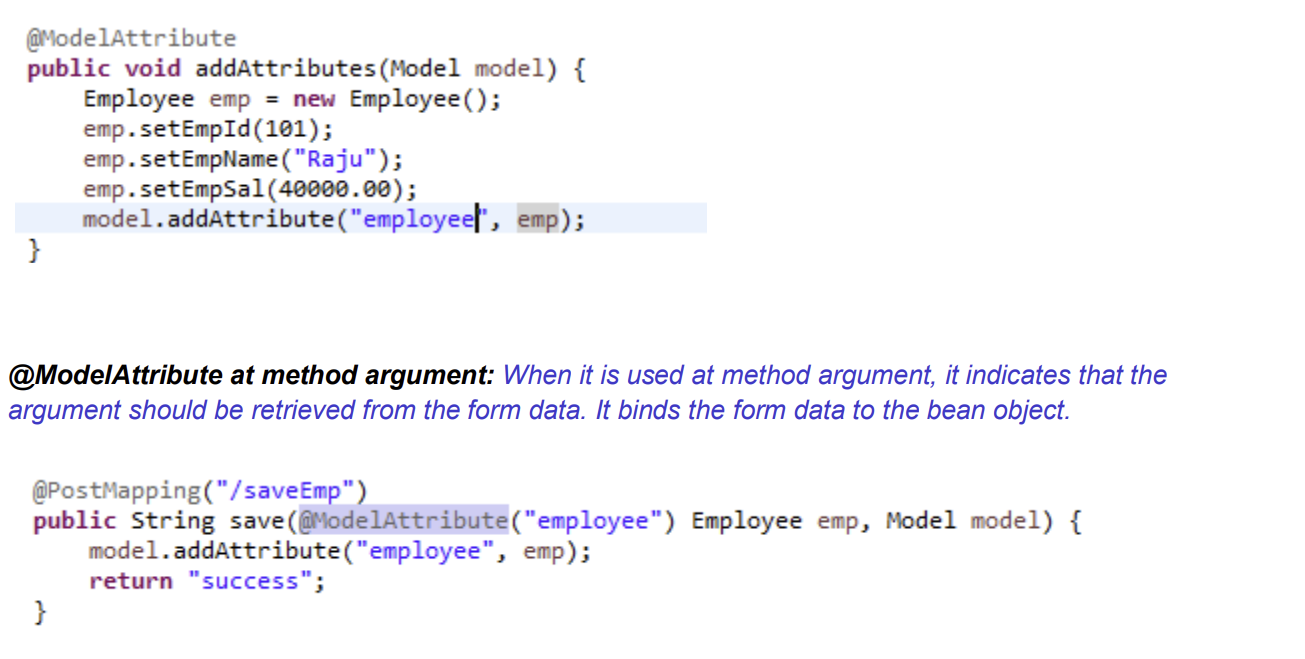 @ModelAttribute
public void addAttributes(Model model) {
    Employee emp = new Employee();
    emp.setEmpId(101);
    emp.setEmpName("Raju");
    emp.setEmpSal(40000.00);
    model.addAttribute("employee", emp);
}
@ModelAttribute at method argument: When it is used at method argument, it indicates that the
argument should be retrieved from the form data. It binds the form data to the bean object.
@PostMapping("/saveEmp")
public String save(@ModelAttribute("employee") Employee emp, Model model) {
    model.addAttribute("employee", emp);
    return "success";
}